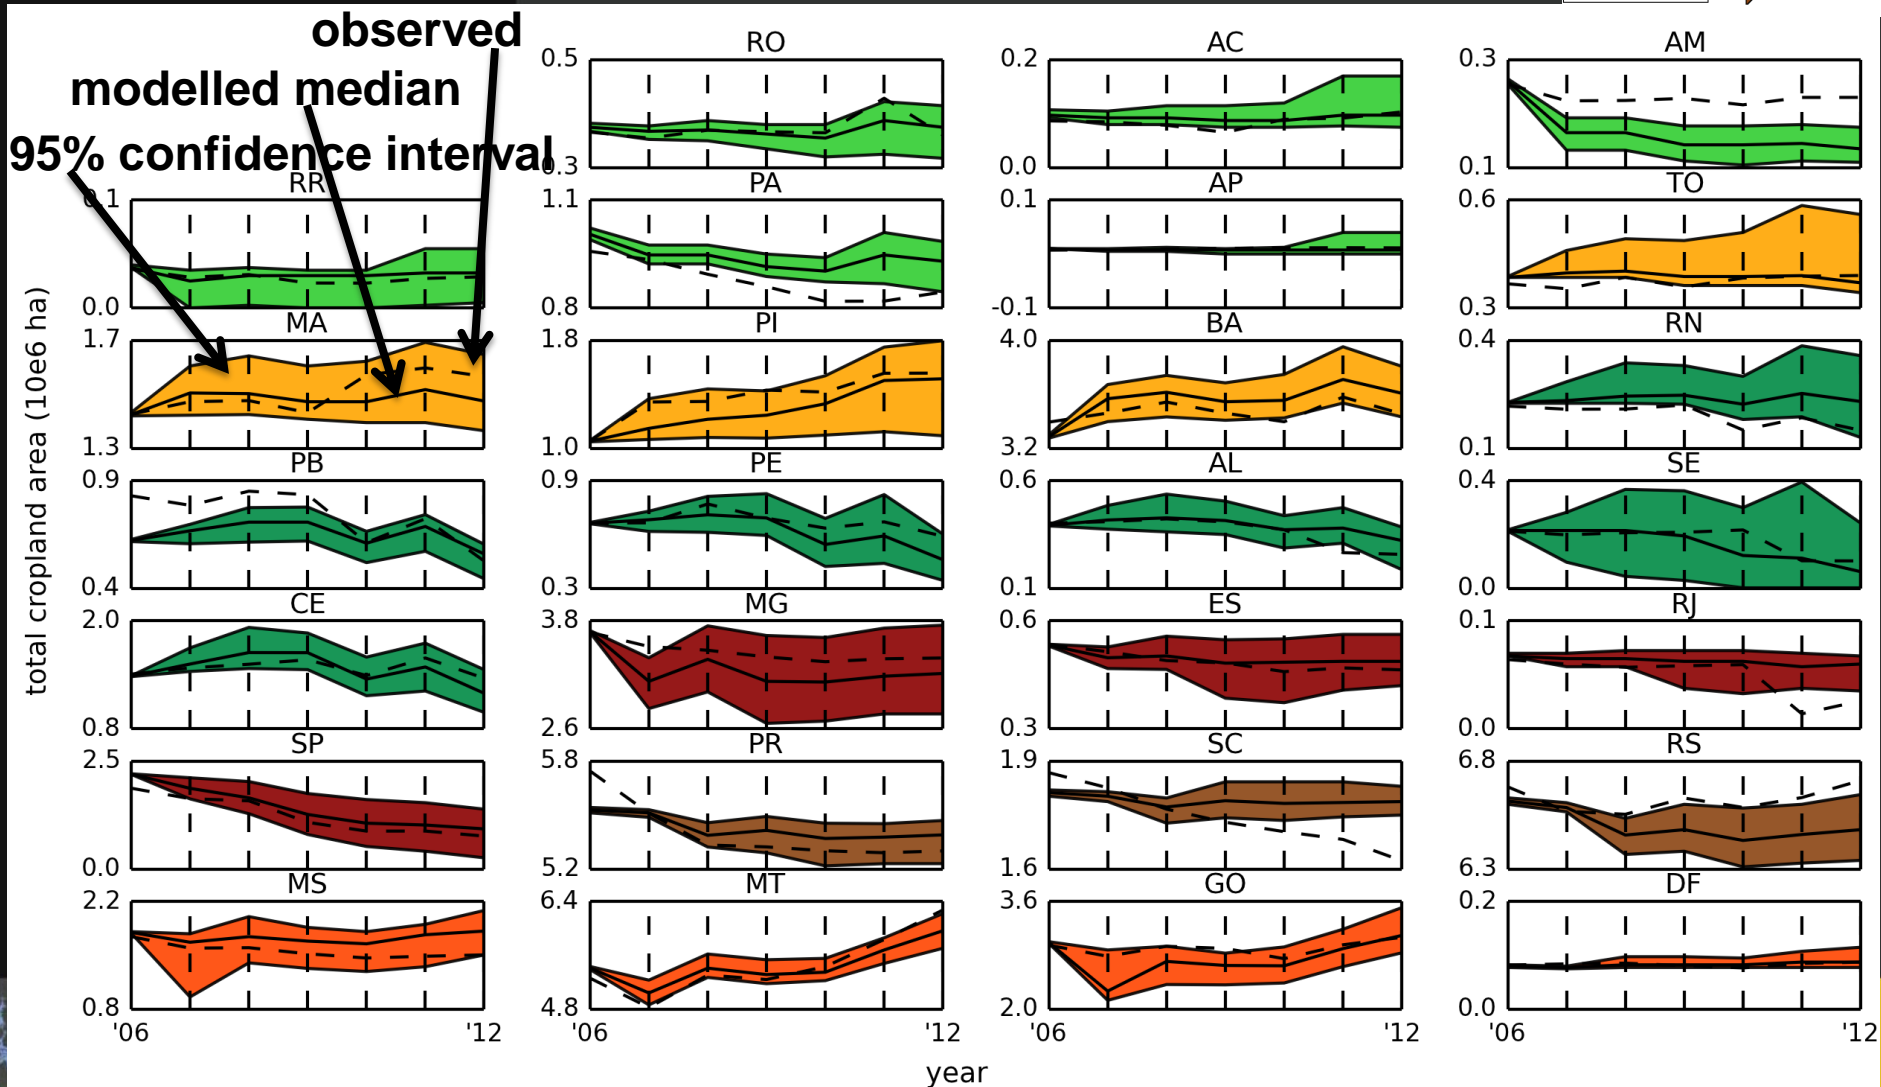 observed
modelled median
95% confidence interval
RO
0.5
0.3
AC
0.2
0.0
AM
0.3
0.1
RR
0.1
0.0
PA
1.1
0.8
AP
0.1
-0.1
TO
0.6
0.3
MA
1.7
1.3
PI
1.8
1.0
BA
4.0
3.2
RN
0.4
0.1
PB
0.9
0.4
PE
0.9
0.3
AL
0.6
0.1
SE
0.4
0.0
CE
2.0
0.8
MG
3.8
2.6
ES
0.6
0.3
RJ
0.1
0.0
SP
2.5
0.0
PR
5.8
5.2
SC
1.9
1.6
RS
6.8
6.3
MS
2.2
0.8
MT
6.4
4.8
GO
3.6
2.0
DF
0.2
0.0
'06 '12 '06 '12 '06 '12 '06 '12
year
total cropland area (10e6 ha)